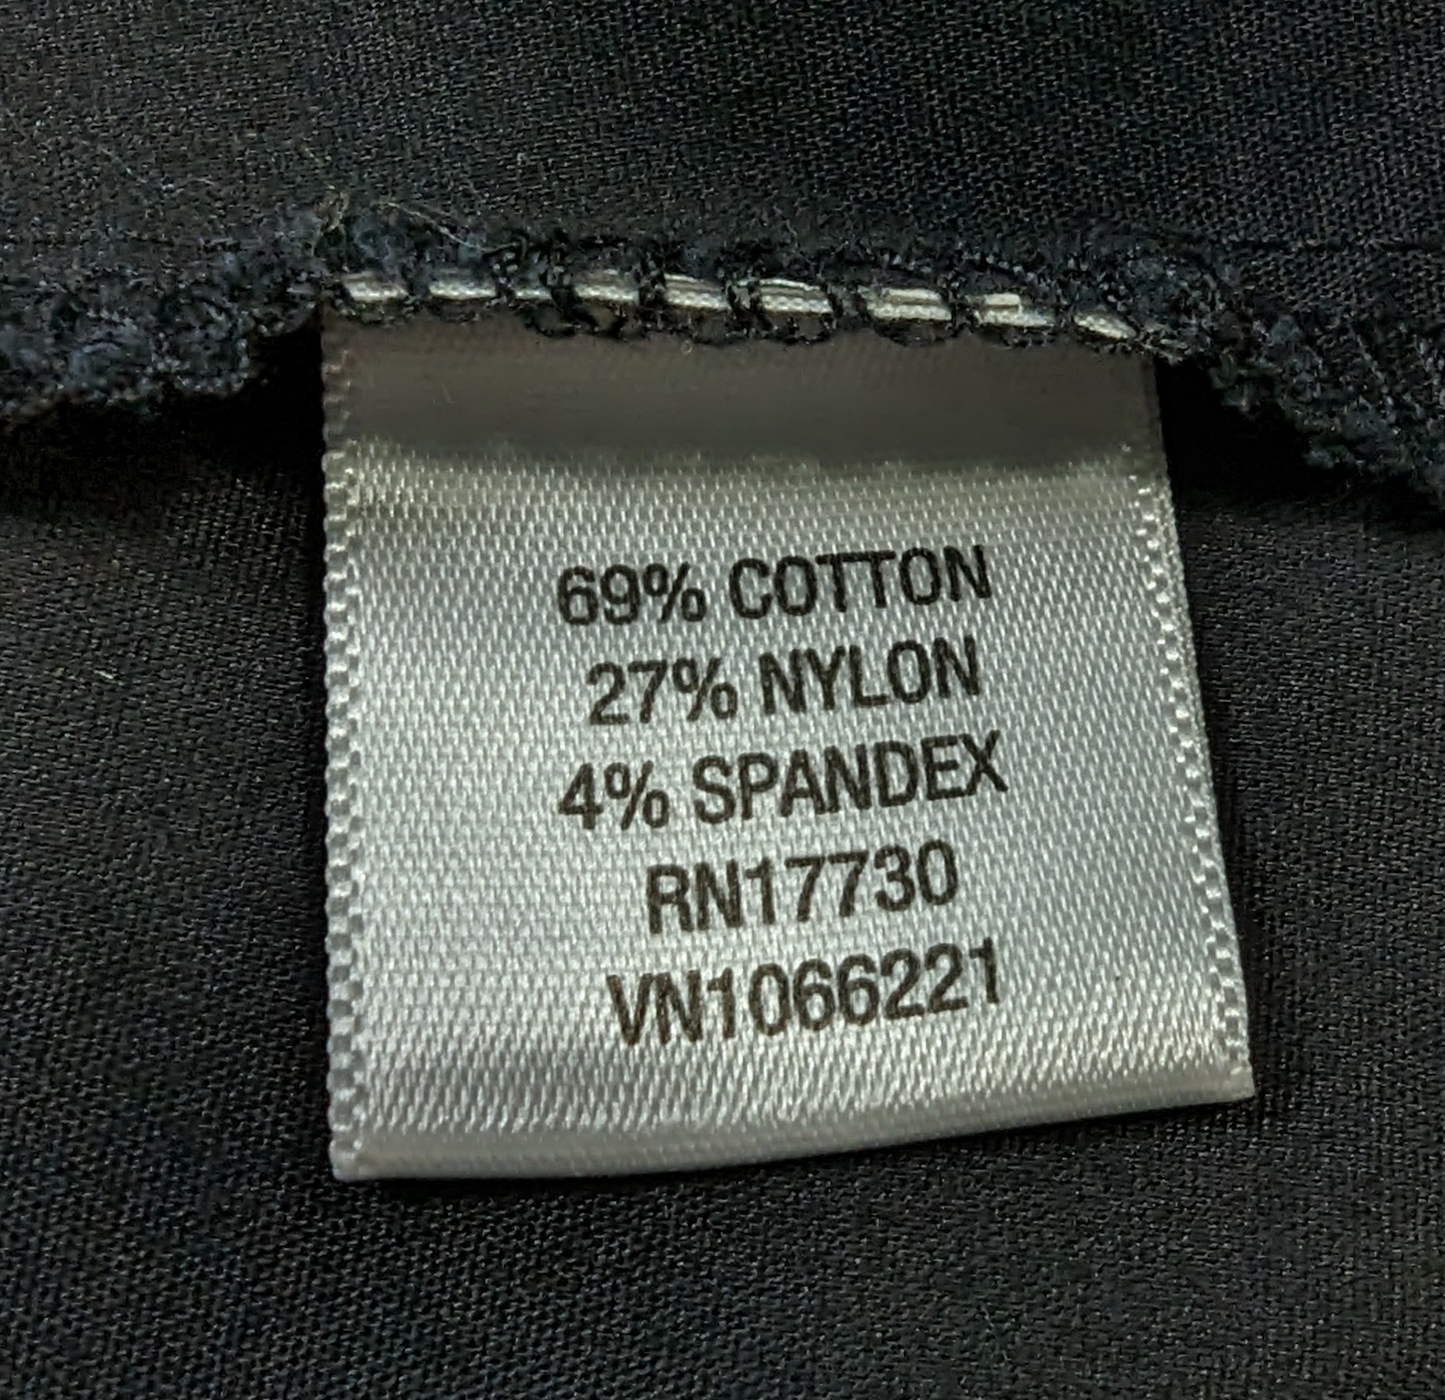 69% COTTON
27% NYLON
4% SPANDEX
RN17730
VN1066221